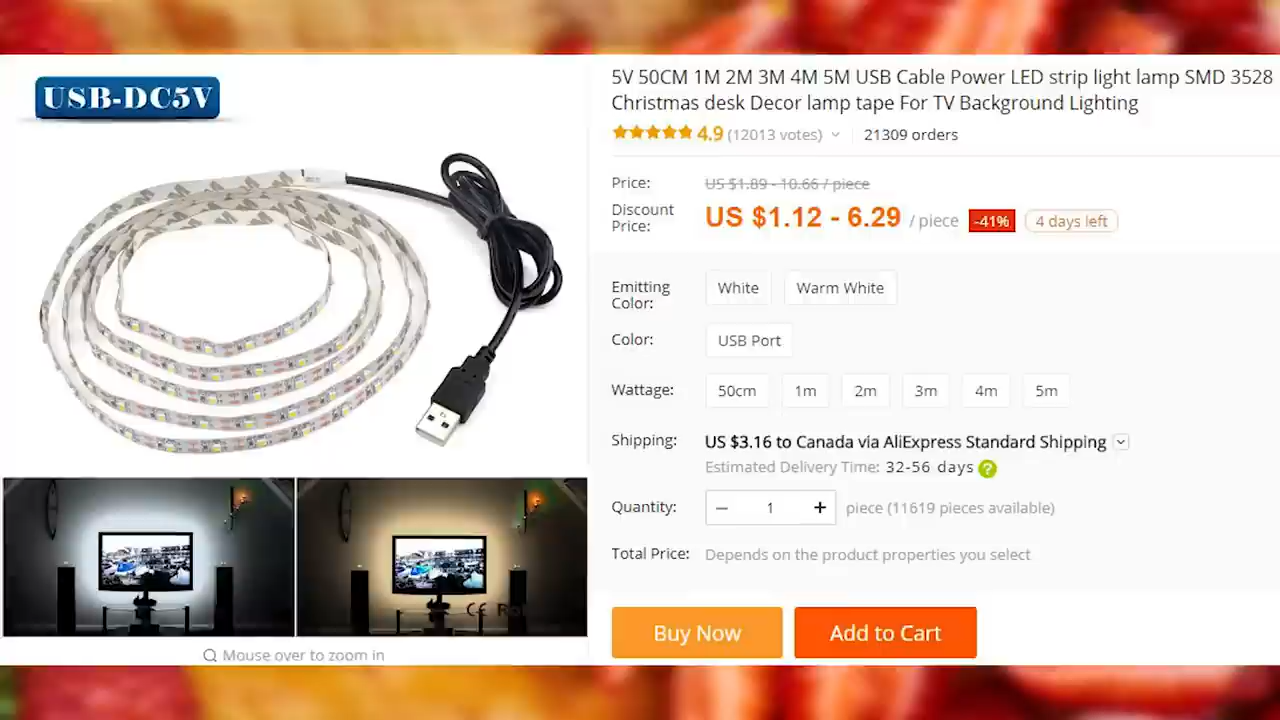 USB-DC5V
5V 50CM 1M 2M 3M 4M 5M USB Cable Power LED strip light lamp SMD 3528
Christmas desk Decor lamp tape For TV Background Lighting
4.9 (12013 votes) 21309 orders
Price: US $1.89 - 10.66 / piece
Discount Price: US $1.12 - 6.29 / piece -41% 4 days left
Emitting Color: White Warm White
Color: USB Port
Wattage: 50cm 1m 2m 3m 4m 5m
Shipping: US $3.16 to Canada via AliExpress Standard Shipping
Estimated Delivery Time: 32-56 days ?
Quantity: − 1 + piece (11619 pieces available)
Total Price: Depends on the product properties you select
Buy Now Add to Cart
CE
Mouse over to zoom in